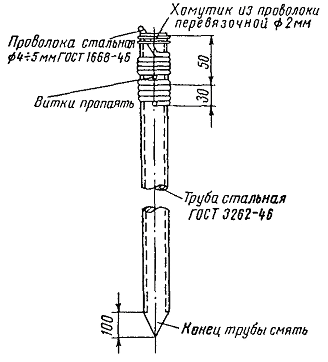 Хомутик из проволоки
перевязочной ф2мм
Проволока стальная
ф4÷5мм ГОСТ 1668-46
50
Витки пропаять
30
Труба стальная
ГОСТ 3262-46
100
Конец трубы смять